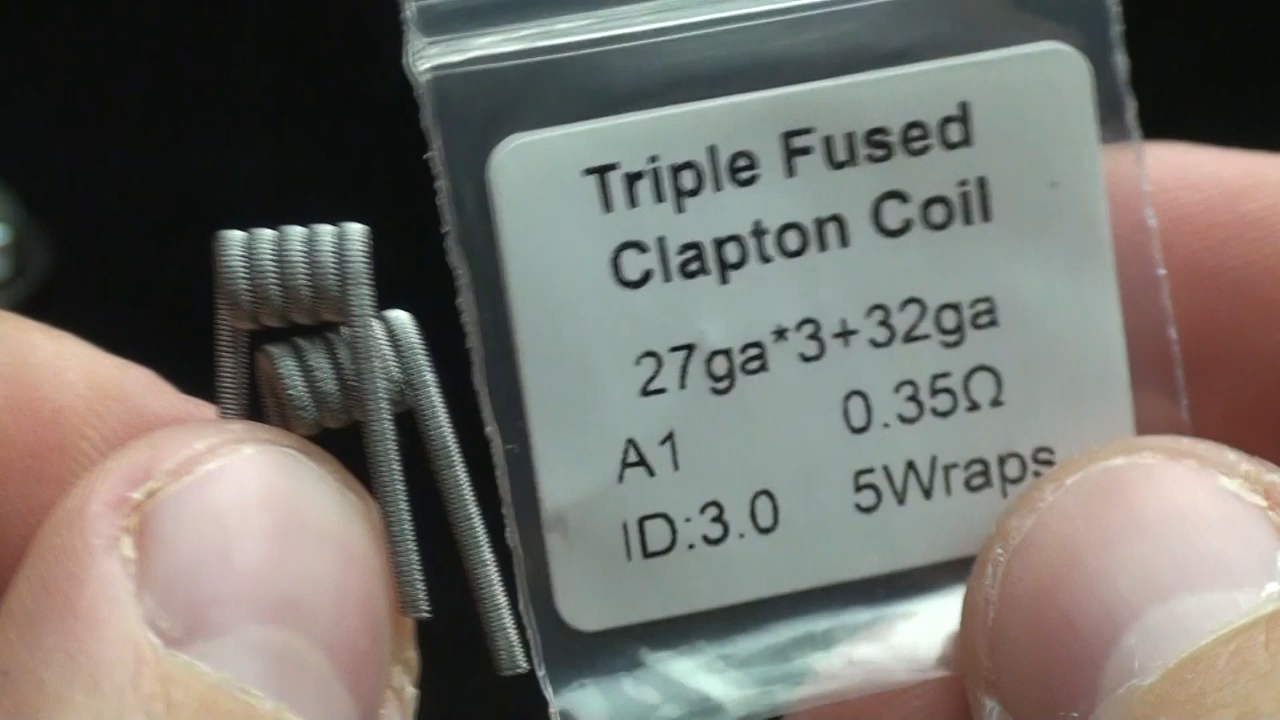 Triple Fused
Clapton Coil
27ga*3+32ga
A1 0.35Ω
ID:3.0 5Wraps